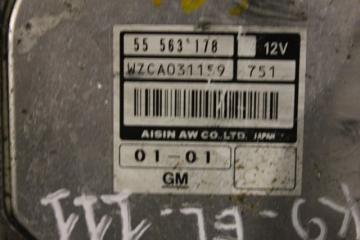 55 563 178 12V
WZCA031159 751
AISIN AW CO., LTD. JAPAN
01-01
GM